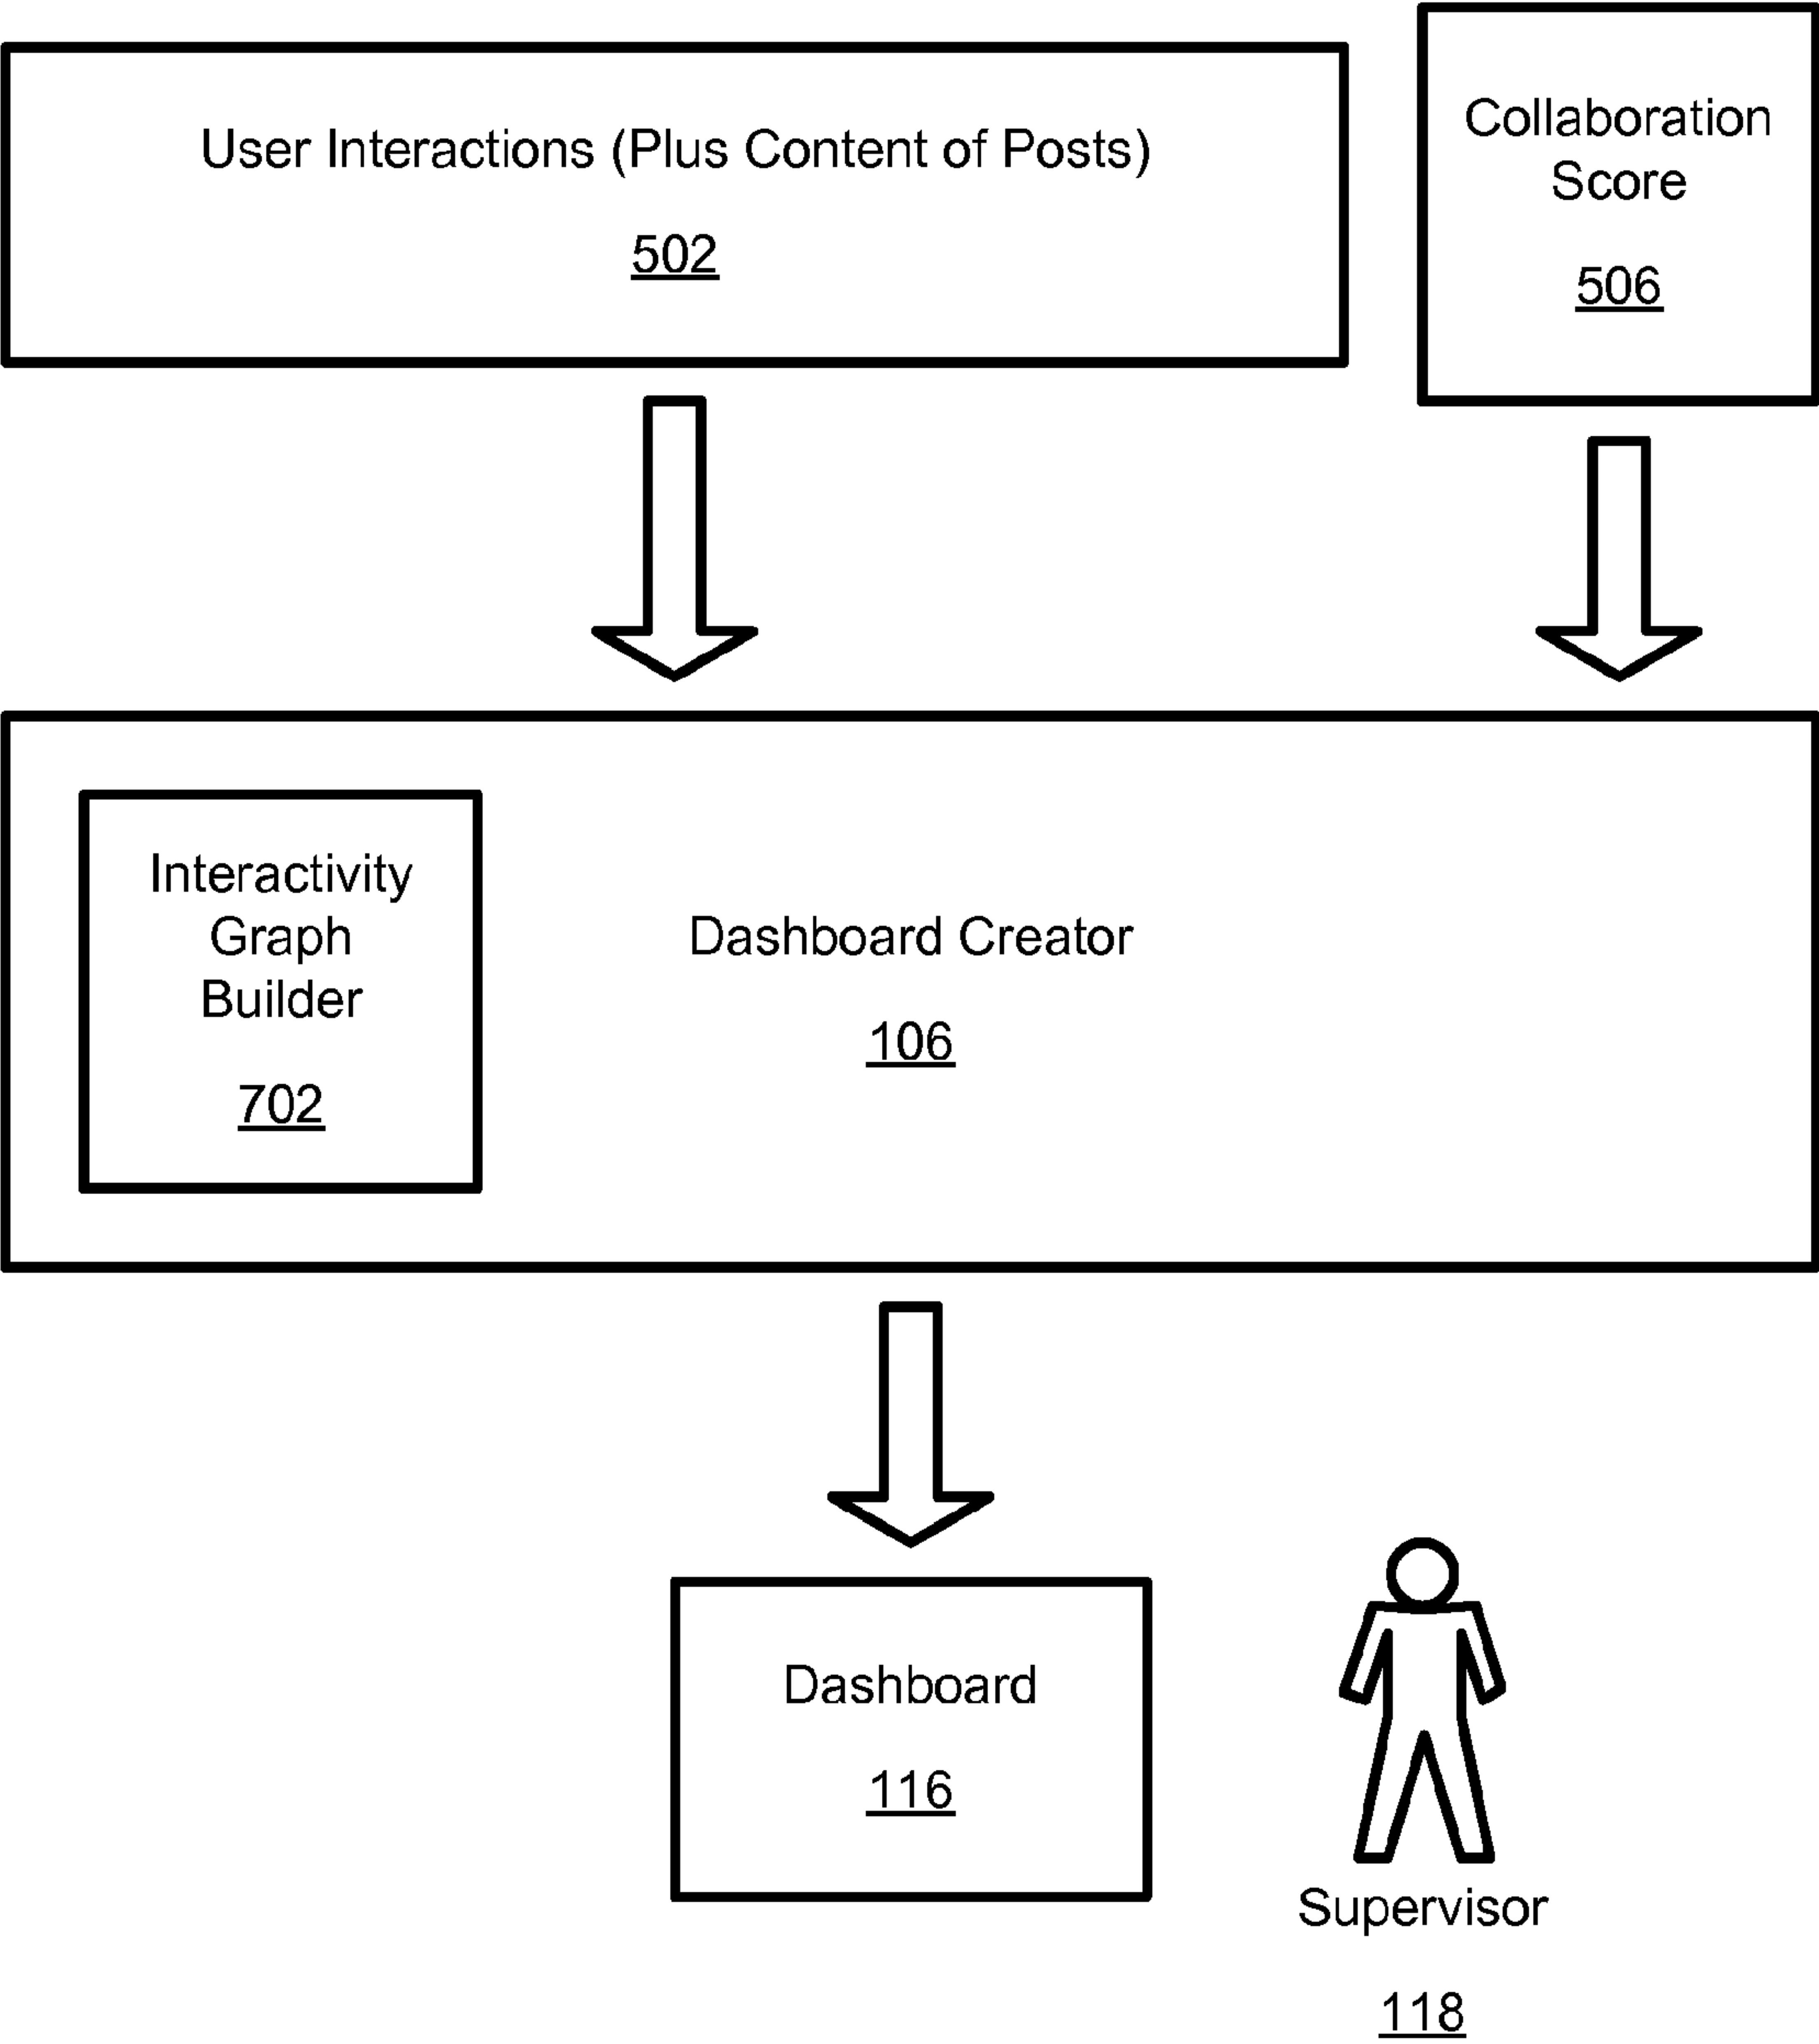 User Interactions (Plus Content of Posts)
502
Collaboration
Score
506
Interactivity
Graph
Builder
702
Dashboard Creator
106
Dashboard
116
Supervisor
118